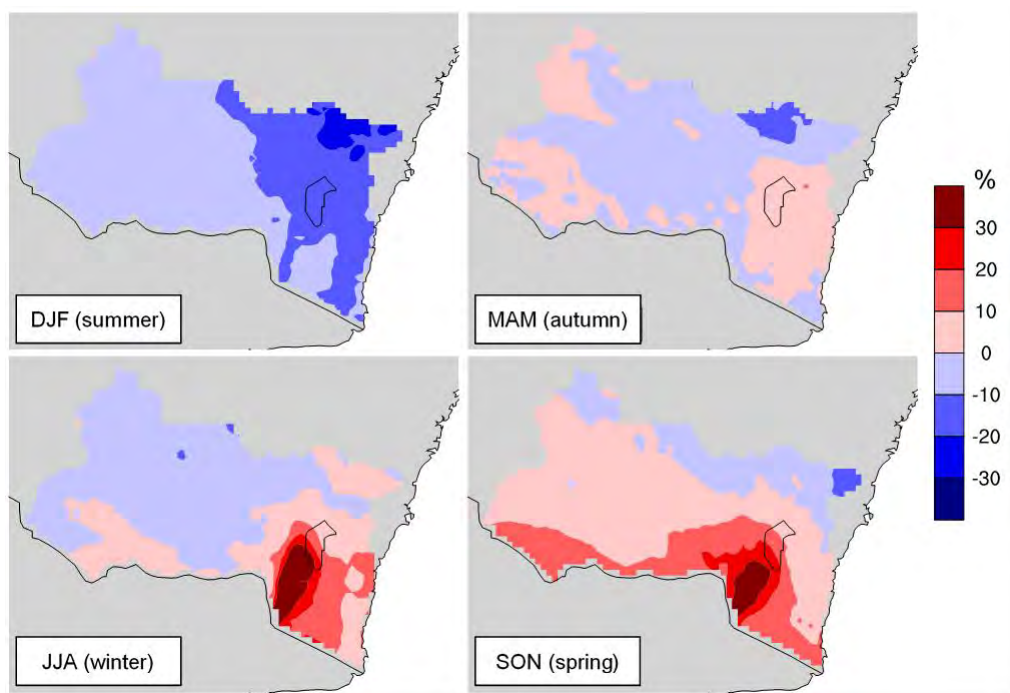 DJF (summer)
MAM (autumn)
%
30
20
10
0
-10
-20
-30
JJA (winter)
SON (spring)